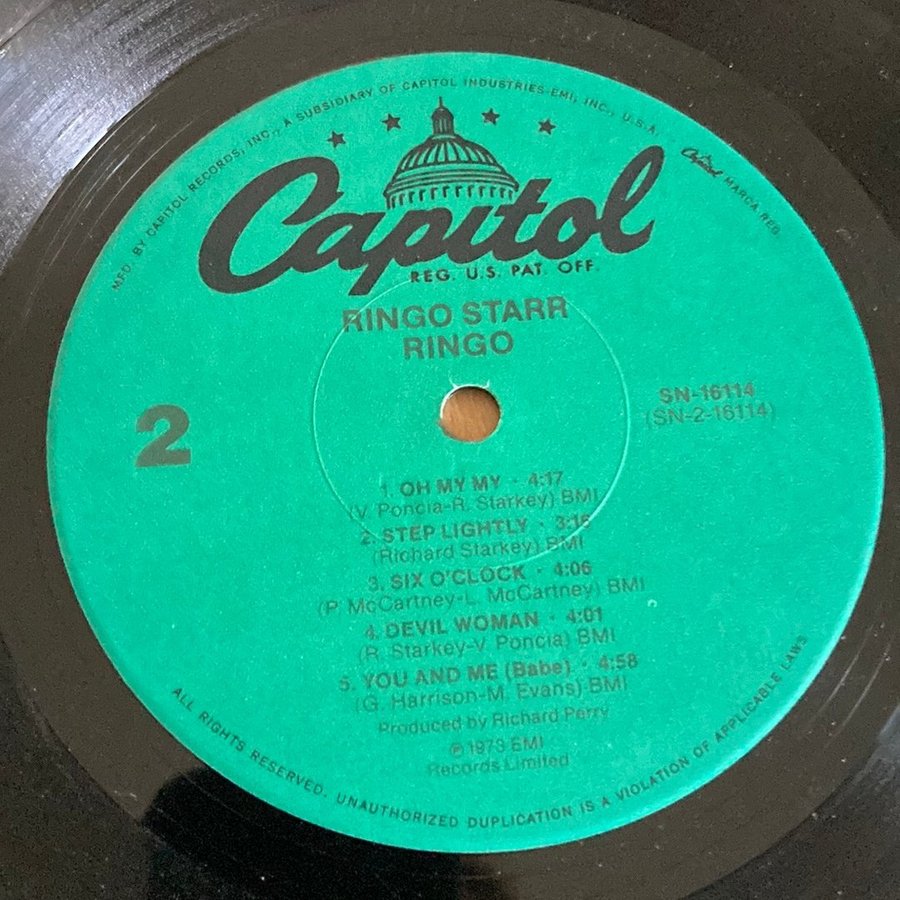 MFD. BY CAPITOL RECORDS, INC., A SUBSIDIARY OF CAPITOL INDUSTRIES-EMI, INC., U.S.A.
Capitol MARCA REG.
Capitol
REG. U.S. PAT. OFF.
RINGO STARR
RINGO
2
SN-16114
(SN-2-16114)
1. OH MY MY · 4:17
(V. Poncia-R. Starkey) BMI
2. STEP LIGHTLY · 3:16
(Richard Starkey) BMI
3. SIX O'CLOCK · 4:06
(P. McCartney-L. McCartney) BMI
4. DEVIL WOMAN · 4:01
(R. Starkey-V. Poncia) BMI
5. YOU AND ME (Babe) · 4:58
(G. Harrison-M. Evans) BMI
Produced by Richard Perry
℗1973 EMI
Records Limited
ALL RIGHTS RESERVED. UNAUTHORIZED DUPLICATION IS A VIOLATION OF APPLICABLE LAWS